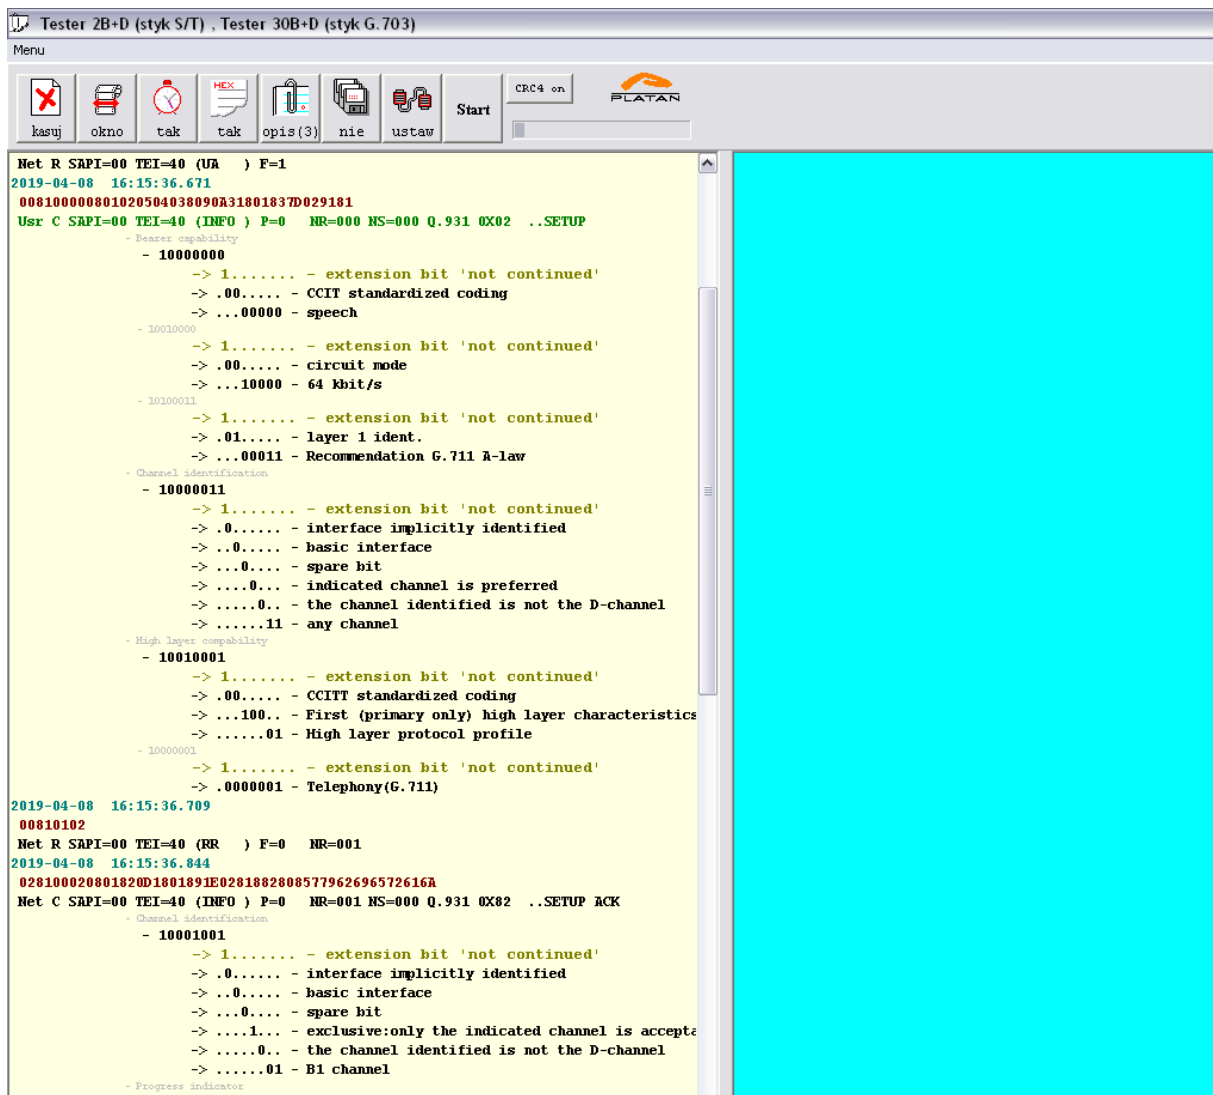 Tester 2B+D (styk S/T) , Tester 30B+D (styk G.703)
Menu
kasuj
okno
tak
HEX
tak
opis(3)
nie
ustaw
Start
CRC4 on
PLATAN
Net R SAPI=00 TEI=40 (UA   ) F=1
2019-04-08  16:15:36.671
008100000801020504038090A31801837D029181
Usr C SAPI=00 TEI=40 (INFO ) P=0   NR=000 NS=000 Q.931 0X02  ..SETUP
- Bearer capability
- 10000000
-> 1....... - extension bit 'not continued'
-> .00..... - CCIT standardized coding
-> ...00000 - speech
- 10010000
-> 1....... - extension bit 'not continued'
-> .00..... - circuit mode
-> ...10000 - 64 kbit/s
- 10100011
-> 1....... - extension bit 'not continued'
-> .01..... - layer 1 ident.
-> ...00011 - Recommendation G.711 A-law
- Channel identification
- 10000011
-> 1....... - extension bit 'not continued'
-> .0...... - interface implicitly identified
-> ..0..... - basic interface
-> ...0.... - spare bit
-> ....0... - indicated channel is preferred
-> .....0.. - the channel identified is not the D-channel
-> ......11 - any channel
- High layer compability
- 10010001
-> 1....... - extension bit 'not continued'
-> .00..... - CCITT standardized coding
-> ...100.. - First (primary only) high layer characteristics
-> ......01 - High layer protocol profile
- 10000001
-> 1....... - extension bit 'not continued'
-> .0000001 - Telephony(G.711)
2019-04-08  16:15:36.709
00810102
Net R SAPI=00 TEI=40 (RR   ) F=0   NR=001
2019-04-08  16:15:36.844
028100020801820D1801891E02818828085779626965726​16A
Net C SAPI=00 TEI=40 (INFO ) P=0   NR=001 NS=000 Q.931 0X82  ..SETUP ACK
- Channel identification
- 10001001
-> 1....... - extension bit 'not continued'
-> .0...... - interface implicitly identified
-> ..0..... - basic interface
-> ...0.... - spare bit
-> ....1... - exclusive:only the indicated channel is accepta
-> .....0.. - the channel identified is not the D-channel
-> ......01 - B1 channel
- Progress indicator